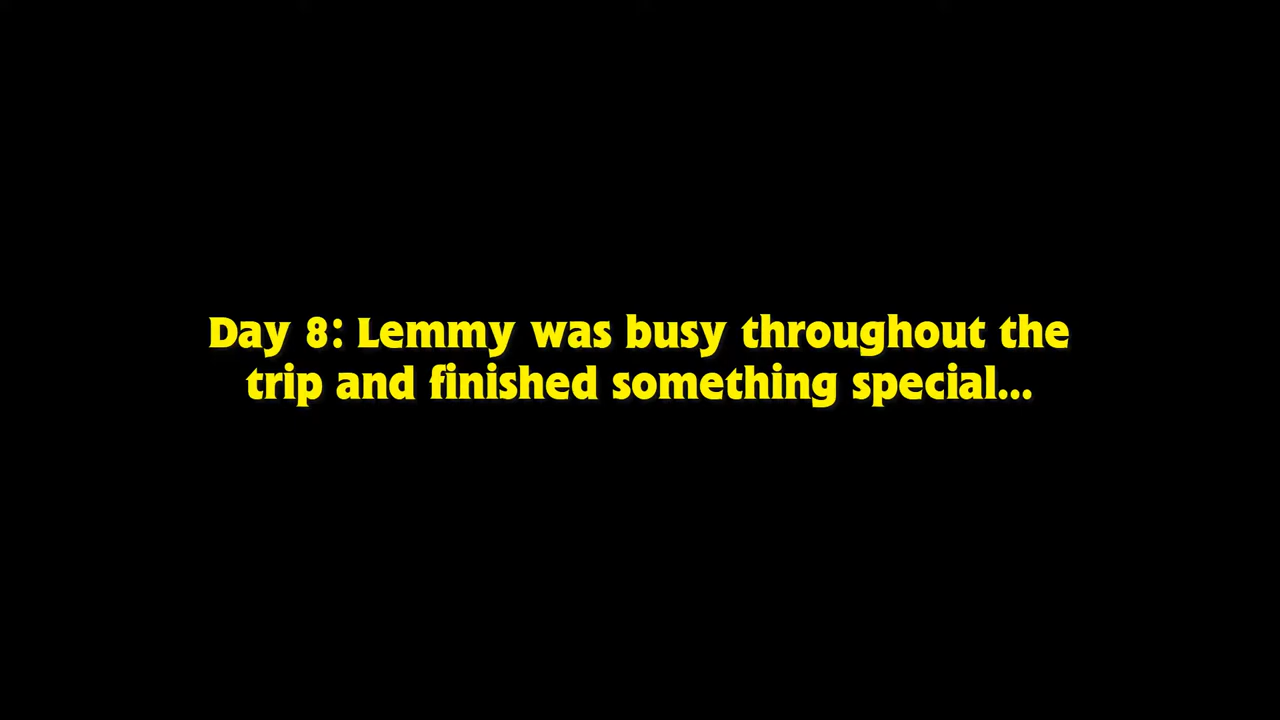 Day 8: Lemmy was busy throughout the
trip and finished something special...